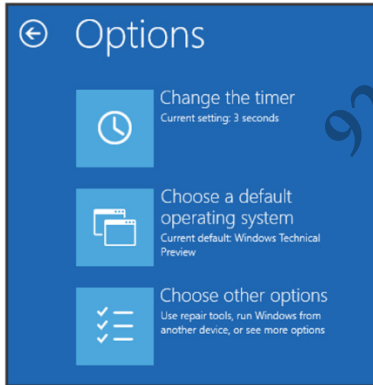 Options
Change the timer
Current setting: 3 seconds
Choose a default
operating system
Current default: Windows Technical
Preview
Choose other options
Use repair tools, run Windows from
another device, or see more options